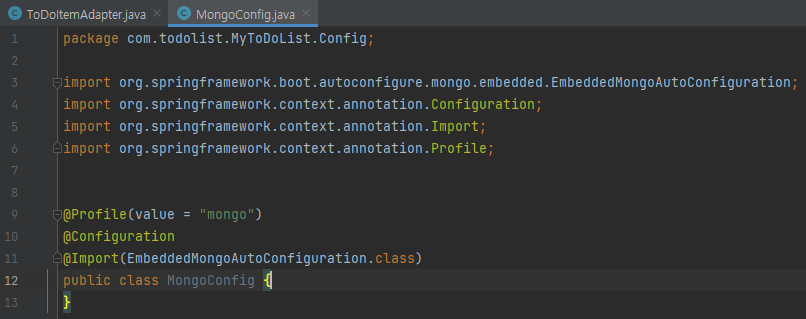 ToDoItemAdapter.java MongoConfig.java
1 package com.todolist.MyToDoList.Config;
2
3 import org.springframework.boot.autoconfigure.mongo.embedded.EmbeddedMongoAutoConfiguration;
4 import org.springframework.context.annotation.Configuration;
5 import org.springframework.context.annotation.Import;
6 import org.springframework.context.annotation.Profile;
7
8
9 @Profile(value = "mongo")
10 @Configuration
11 @Import(EmbeddedMongoAutoConfiguration.class)
12 public class MongoConfig {
13 }